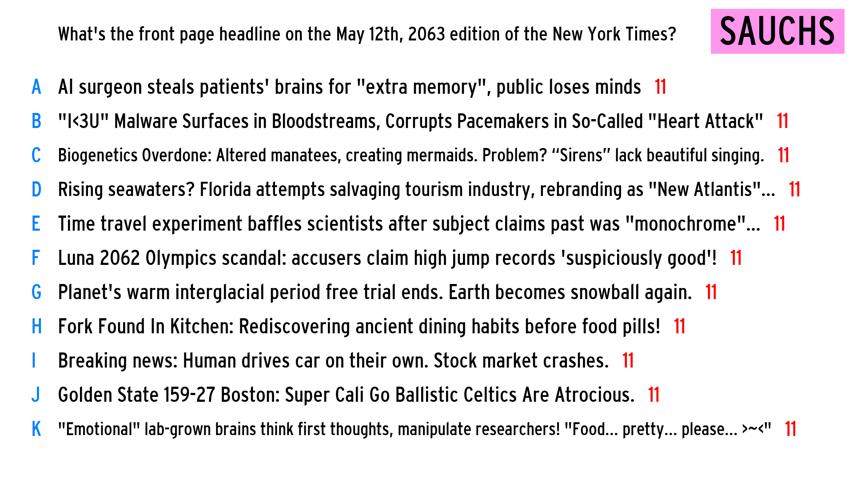 What's the front page headline on the May 12th, 2063 edition of the New York Times?
SAUCHS
A AI surgeon steals patients' brains for "extra memory", public loses minds 11
B "I<3U" Malware Surfaces in Bloodstreams, Corrupts Pacemakers in So-Called "Heart Attack" 11
C Biogenetics Overdone: Altered manatees, creating mermaids. Problem? “Sirens” lack beautiful singing. 11
D Rising seawaters? Florida attempts salvaging tourism industry, rebranding as "New Atlantis"... 11
E Time travel experiment baffles scientists after subject claims past was "monochrome"... 11
F Luna 2062 Olympics scandal: accusers claim high jump records 'suspiciously good'! 11
G Planet's warm interglacial period free trial ends. Earth becomes snowball again. 11
H Fork Found In Kitchen: Rediscovering ancient dining habits before food pills! 11
I Breaking news: Human drives car on their own. Stock market crashes. 11
J Golden State 159-27 Boston: Super Cali Go Ballistic Celtics Are Atrocious. 11
K "Emotional" lab-grown brains think first thoughts, manipulate researchers! "Food... pretty... please... >~<" 11